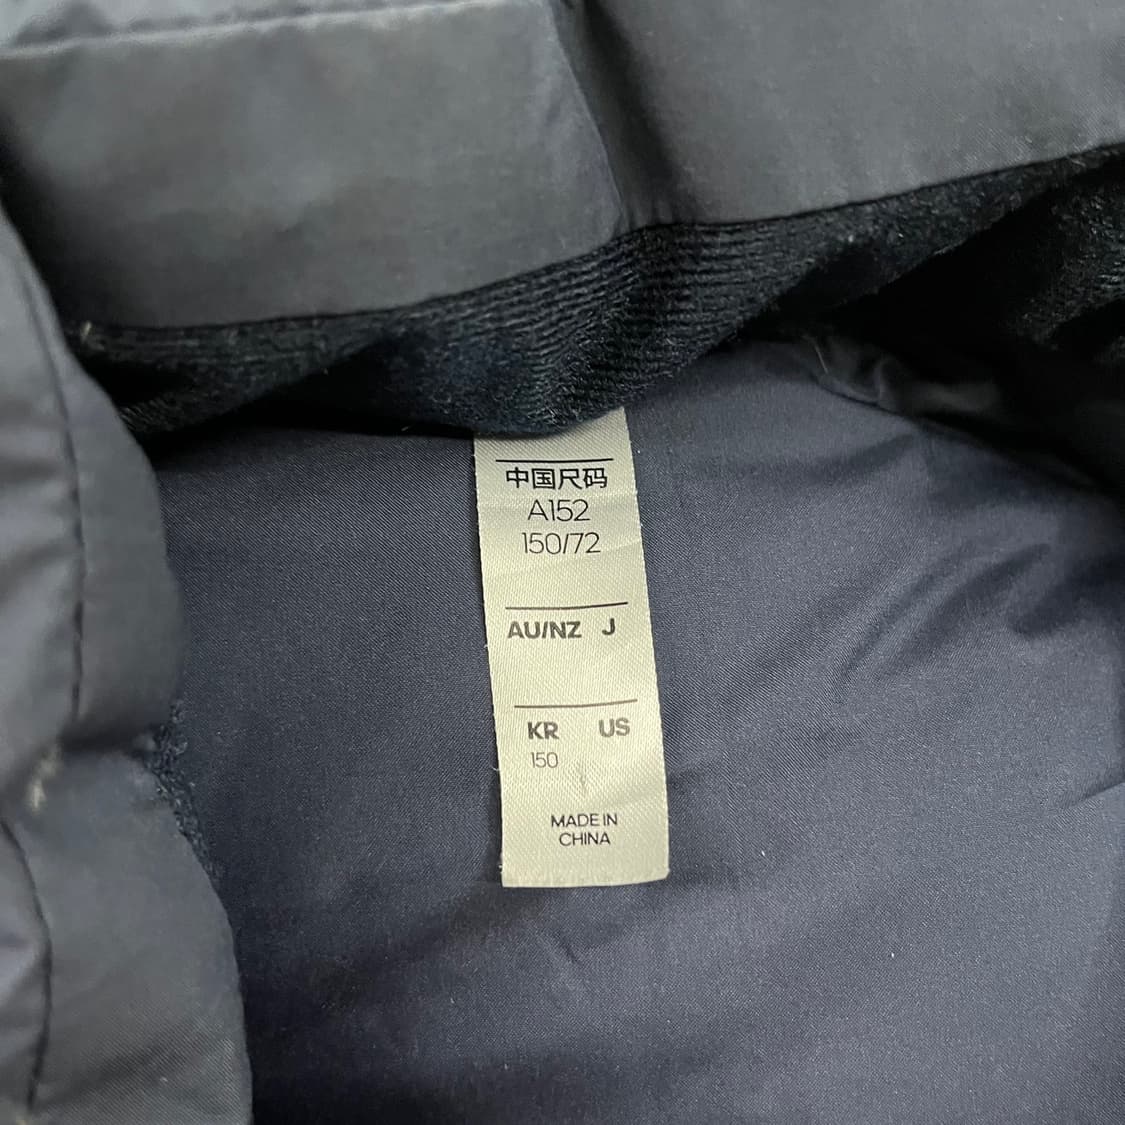 中国尺码
A152
150/72
AU/NZ J
KR US
150
MADE IN
CHINA